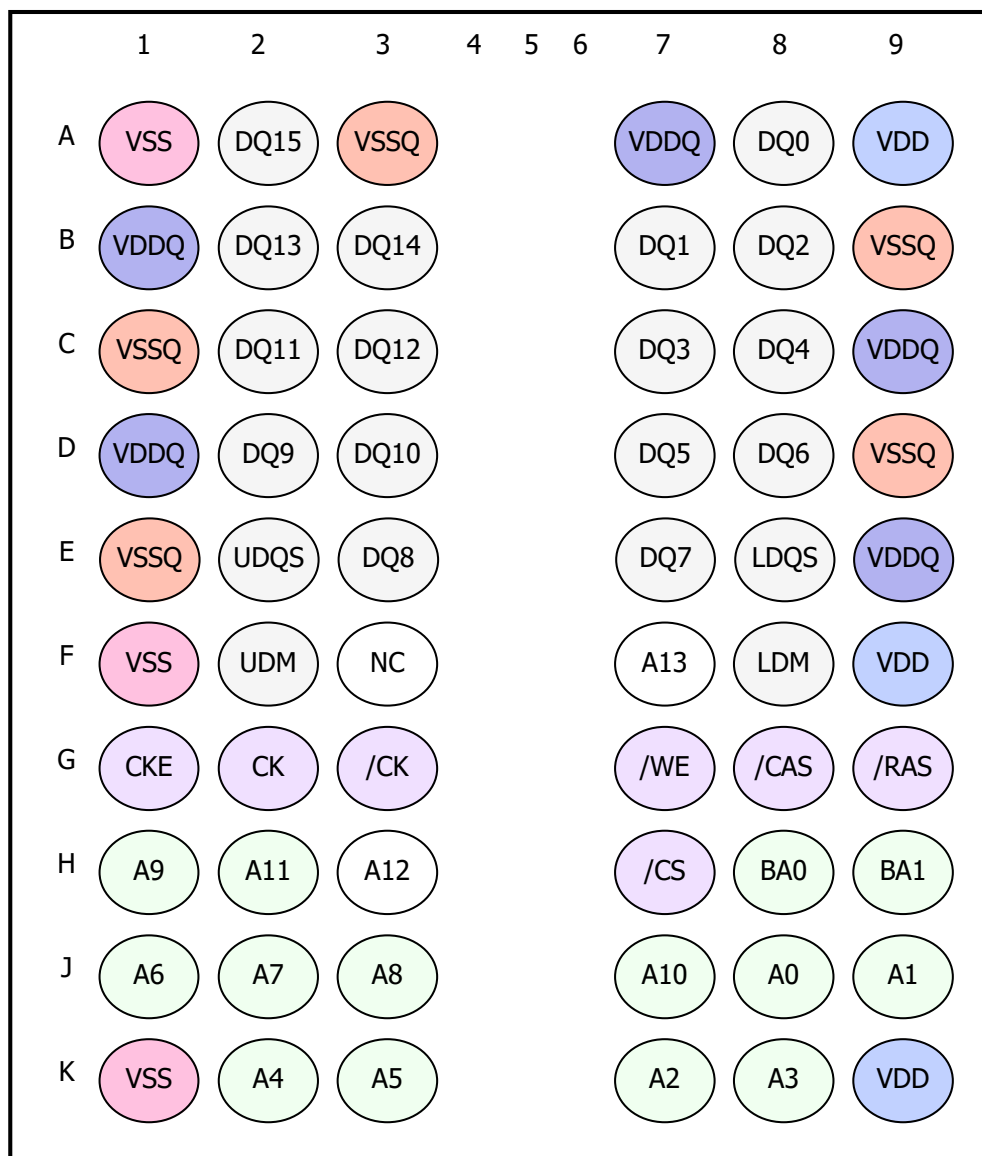 1 2 3 4 5 6 7 8 9
A VSS DQ15 VSSQ VDDQ DQ0 VDD
B VDDQ DQ13 DQ14 DQ1 DQ2 VSSQ
C VSSQ DQ11 DQ12 DQ3 DQ4 VDDQ
D VDDQ DQ9 DQ10 DQ5 DQ6 VSSQ
E VSSQ UDQS DQ8 DQ7 LDQS VDDQ
F VSS UDM NC A13 LDM VDD
G CKE CK /CK /WE /CAS /RAS
H A9 A11 A12 /CS BA0 BA1
J A6 A7 A8 A10 A0 A1
K VSS A4 A5 A2 A3 VDD